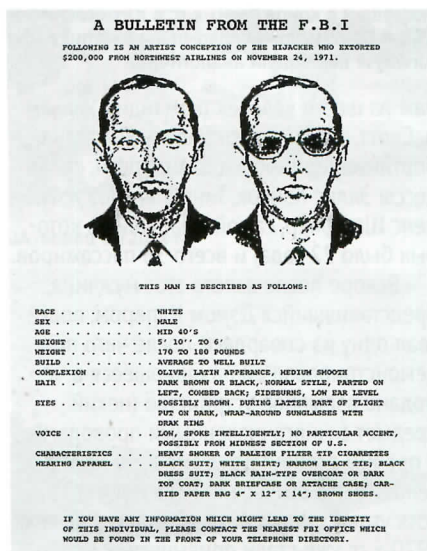 A BULLETIN FROM THE F.B.I
FOLLOWING IS AN ARTIST CONCEPTION OF THE HIJACKER WHO EXTORTED
$200,000 FROM NORTHWEST AIRLINES ON NOVEMBER 24, 1971.
THIS MAN IS DESCRIBED AS FOLLOWS:
RACE . . . . . . . . . . WHITE
SEX . . . . . . . . . . . MALE
AGE . . . . . . . . . . . MID 40'S
HEIGHT . . . . . . . . . 5' 10'' TO 6'
WEIGHT . . . . . . . . . 170 TO 180 POUNDS
BUILD . . . . . . . . . . AVERAGE TO WELL BUILT
COMPLEXION . . . . . . . OLIVE, LATIN APPERANCE, MEDIUM SMOOTH
HAIR . . . . . . . . . . DARK BROWN OR BLACK, NORMAL STYLE, PARTED ON
LEFT, COMBED BACK; SIDEBURNS, LOW EAR LEVEL
EYES . . . . . . . . . . POSSIBLY BROWN. DURING LATTER PART OF FLIGHT
PUT ON DARK, WRAP-AROUND SUNGLASSES WITH
DRAK RIMS
VOICE . . . . . . . . . . LOW, SPOKE INTELLIGENTLY; NO PARTICULAR ACCENT,
POSSIBLY FROM MIDWEST SECTION OF U.S.
CHARACTERISTICS . . . . . HEAVY SMOKER OF RALEIGH FILTER TIP CIGARETTES
WEARING APPAREL . . . . . BLACK SUIT; WHITE SHIRT; NARROW BLACK TIE; BLACK
DRESS SUIT; BLACK RAIN-TYPE OVERCOAT OR DARK
TOP COAT; DARK BRIEFCASE OR ATTACHE CASE; CAR-
RIED PAPER BAG 4" X 12" X 14"; BROWN SHOES.
IF YOU HAVE ANY INFORMATION WHICH MIGHT LEAD TO THE IDENTITY
OF THIS INDIVIDUAL, PLEASE CONTACT THE NEAREST FBI OFFICE WHICH
WOULD BE FOUND IN THE FRONT OF YOUR TELEPHONE DIRECTORY.